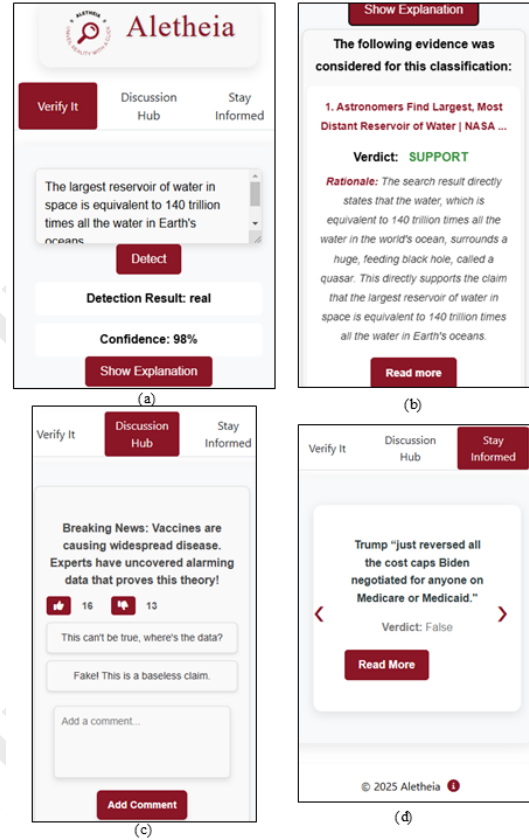 ALETHEIA
UNVEIL REALITY WITH A CLICK
Aletheia
Verify It
Discussion
Hub
Stay
Informed
The largest reservoir of water in
space is equivalent to 140 trillion
times all the water in Earth's
oceans
Detect
Detection Result: real
Confidence: 98%
Show Explanation
(a)
Show Explanation
The following evidence was
considered for this classification:
1. Astronomers Find Largest, Most
Distant Reservoir of Water | NASA ...
Verdict: SUPPORT
Rationale: The search result directly
states that the water, which is
equivalent to 140 trillion times all the
water in the world's ocean, surrounds a
huge, feeding black hole, called a
quasar. This directly supports the claim
that the largest reservoir of water in
space is equivalent to 140 trillion times
all the water in Earth's oceans.
Read more
(b)
Verify It
Discussion
Hub
Stay
Informed
Breaking News: Vaccines are
causing widespread disease.
Experts have uncovered alarming
data that proves this theory!
16
13
This can't be true, where's the data?
Fake! This is a baseless claim.
Add a comment...
Add Comment
(c)
Verify It
Discussion
Hub
Stay
Informed
Trump “just reversed all
the cost caps Biden
negotiated for anyone on
Medicare or Medicaid.”
Verdict: False
Read More
© 2025 Aletheia
(d)